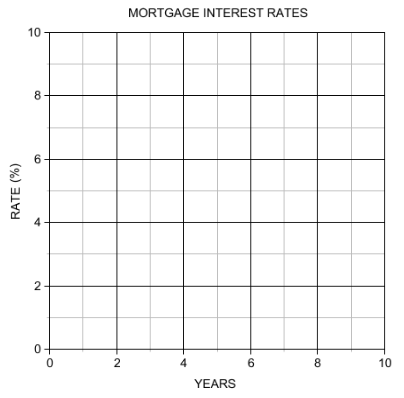 MORTGAGE INTEREST RATES
10
8
6
4
2
0
RATE (%)
0 2 4 6 8 10
YEARS